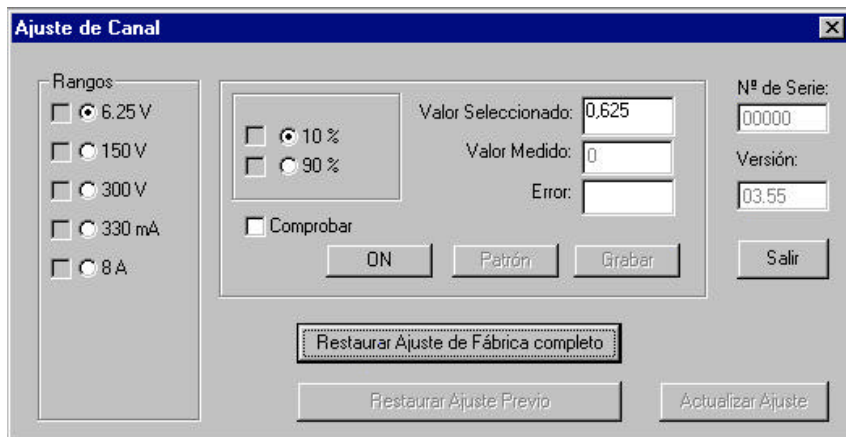 Ajuste de Canal
Rangos
6.25 V
150 V
300 V
330 mA
8 A
10 %
90 %
Comprobar
Valor Seleccionado: 0,625
Valor Medido: 0
Error:
ON Patrón Grabar
Nº de Serie:
00000
Versión:
03.55
Salir
Restaurar Ajuste de Fábrica completo
Restaurar Ajuste Previo Actualizar Ajuste